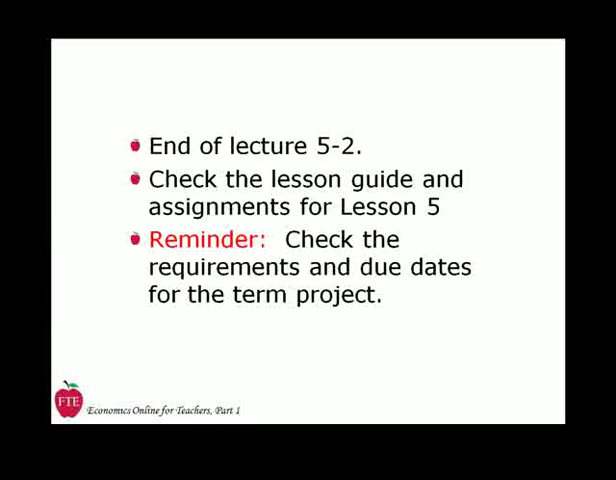 End of lecture 5-2.
Check the lesson guide and
assignments for Lesson 5
Reminder: Check the
requirements and due dates
for the term project.
FTE
Economics Online for Teachers, Part 1